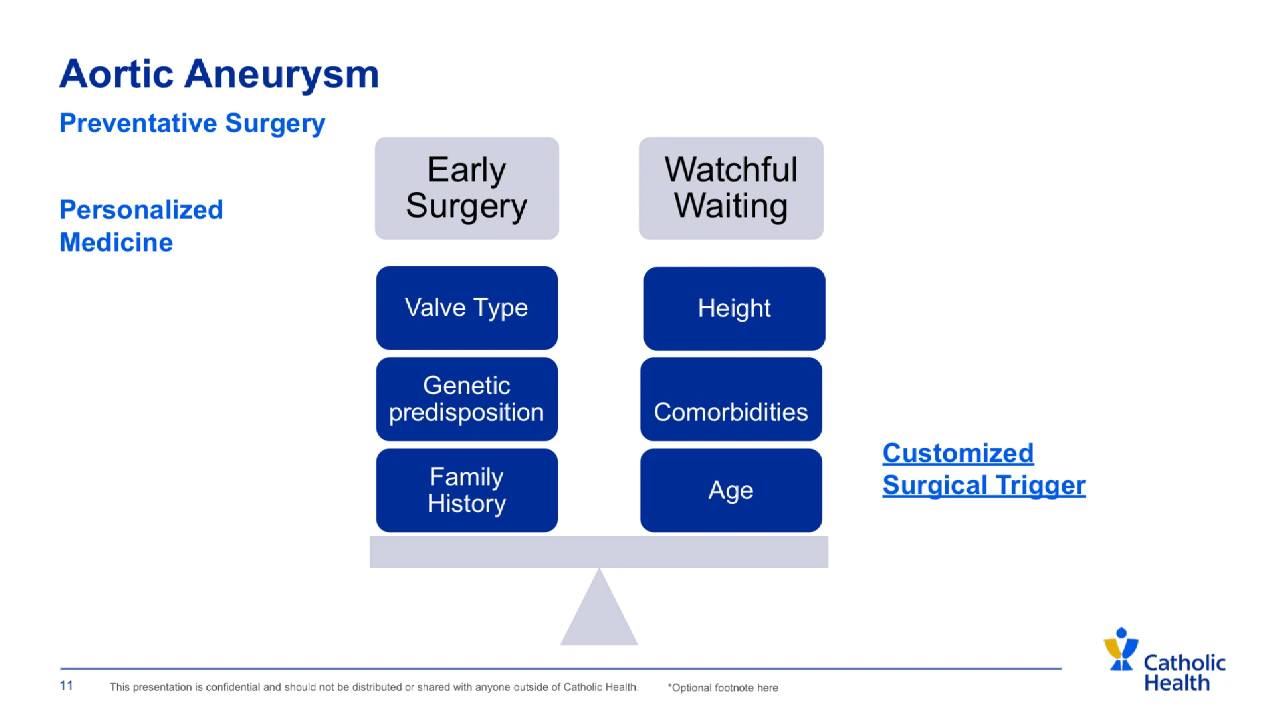 Aortic Aneurysm
Preventative Surgery
Personalized
Medicine
Early
Surgery
Valve Type
Genetic
predisposition
Family
History
Watchful
Waiting
Height
Comorbidities
Age
Customized
Surgical Trigger
11
This presentation is confidential and should not be distributed or shared with anyone outside of Catholic Health.
*Optional footnote here
Catholic
Health